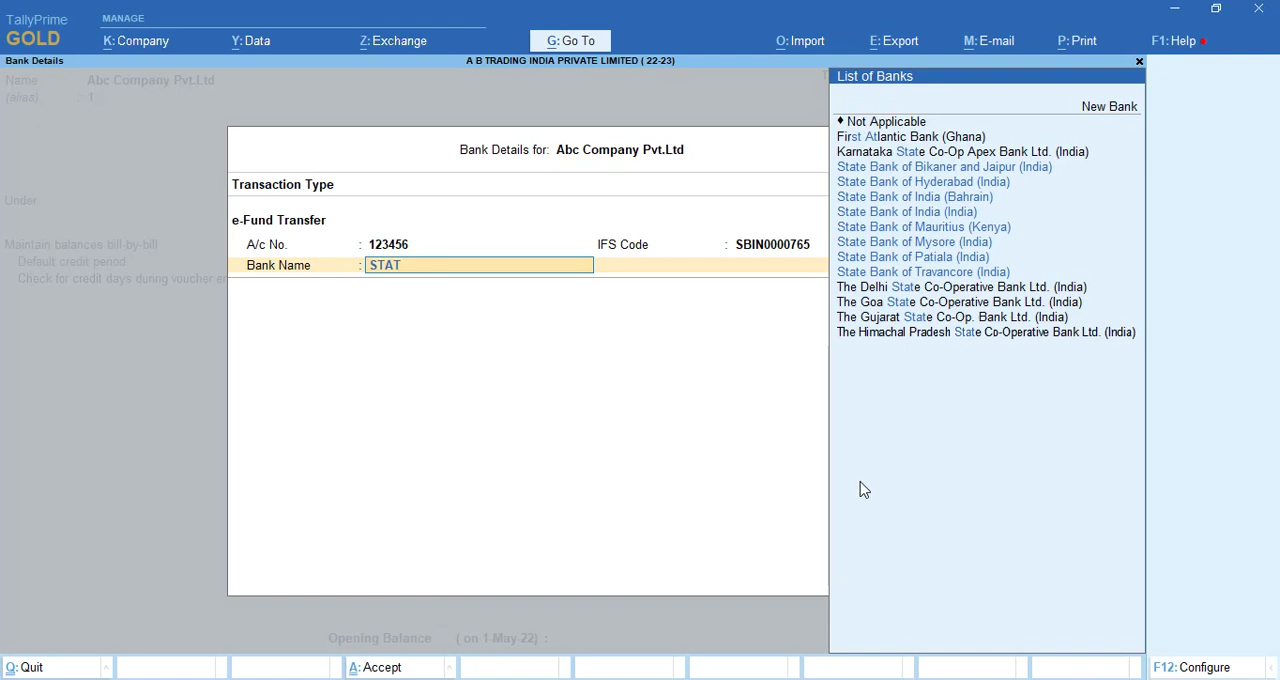 TallyPrime
GOLD
MANAGE
K: Company
Y: Data
Z: Exchange
G: Go To
O: Import
E: Export
M: E-mail
P: Print
F1: Help
Bank Details
A B TRADING INDIA PRIVATE LIMITED ( 22-23)
Name
Abc Company Pvt.Ltd
(alias)
1
Under
Maintain balances bill-by-bill
Default credit period
Check for credit days during voucher
Opening Balance ( on 1-May-22) :
Bank Details for: Abc Company Pvt.Ltd
Transaction Type
e-Fund Transfer
A/c No. : 123456 IFS Code : SBIN0000765
Bank Name : STAT
List of Banks
New Bank
♦ Not Applicable
First Atlantic Bank (Ghana)
Karnataka State Co-Op Apex Bank Ltd. (India)
State Bank of Bikaner and Jaipur (India)
State Bank of Hyderabad (India)
State Bank of India (Bahrain)
State Bank of India (India)
State Bank of Mauritius (Kenya)
State Bank of Mysore (India)
State Bank of Patiala (India)
State Bank of Travancore (India)
The Delhi State Co-Operative Bank Ltd. (India)
The Goa State Co-Operative Bank Ltd. (India)
The Gujarat State Co-Op. Bank Ltd. (India)
The Himachal Pradesh State Co-Operative Bank Ltd. (India)
Q: Quit
A: Accept
F12: Configure